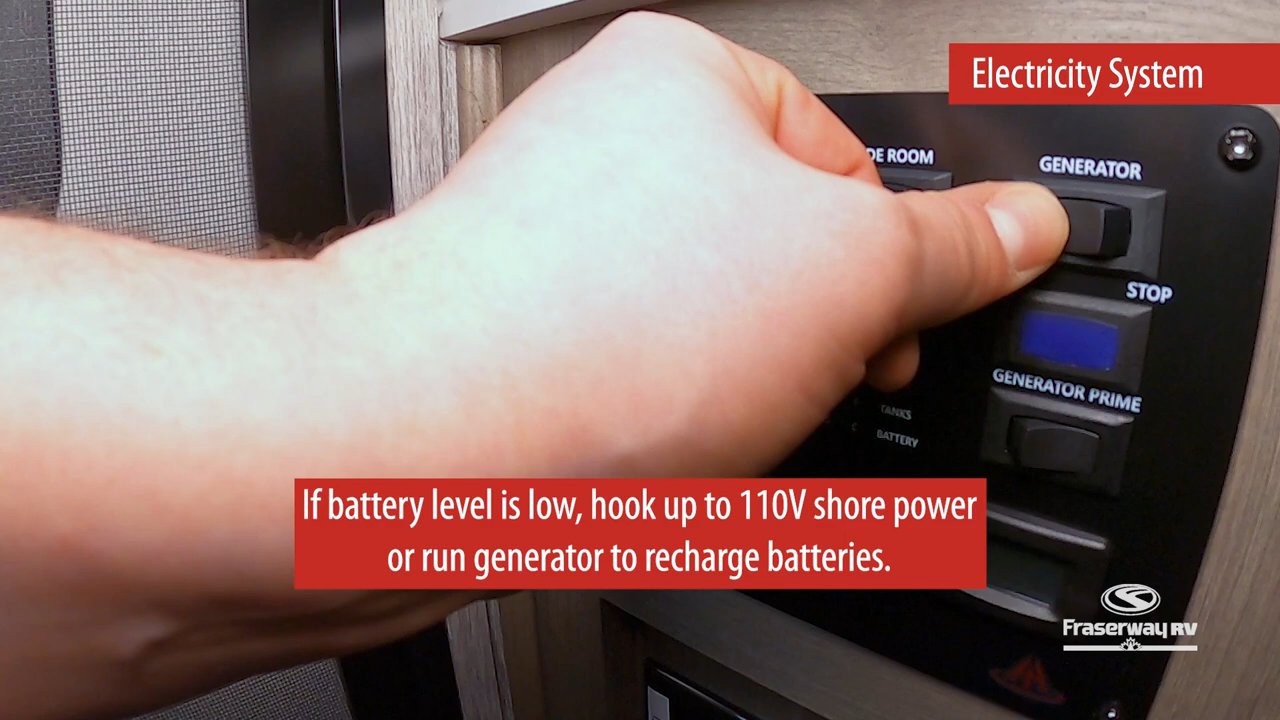 Electricity System
DE ROOM
GENERATOR
STOP
GENERATOR PRIME
TANKS
BATTERY
If battery level is low, hook up to 110V shore power
or run generator to recharge batteries.
Fraserway RV